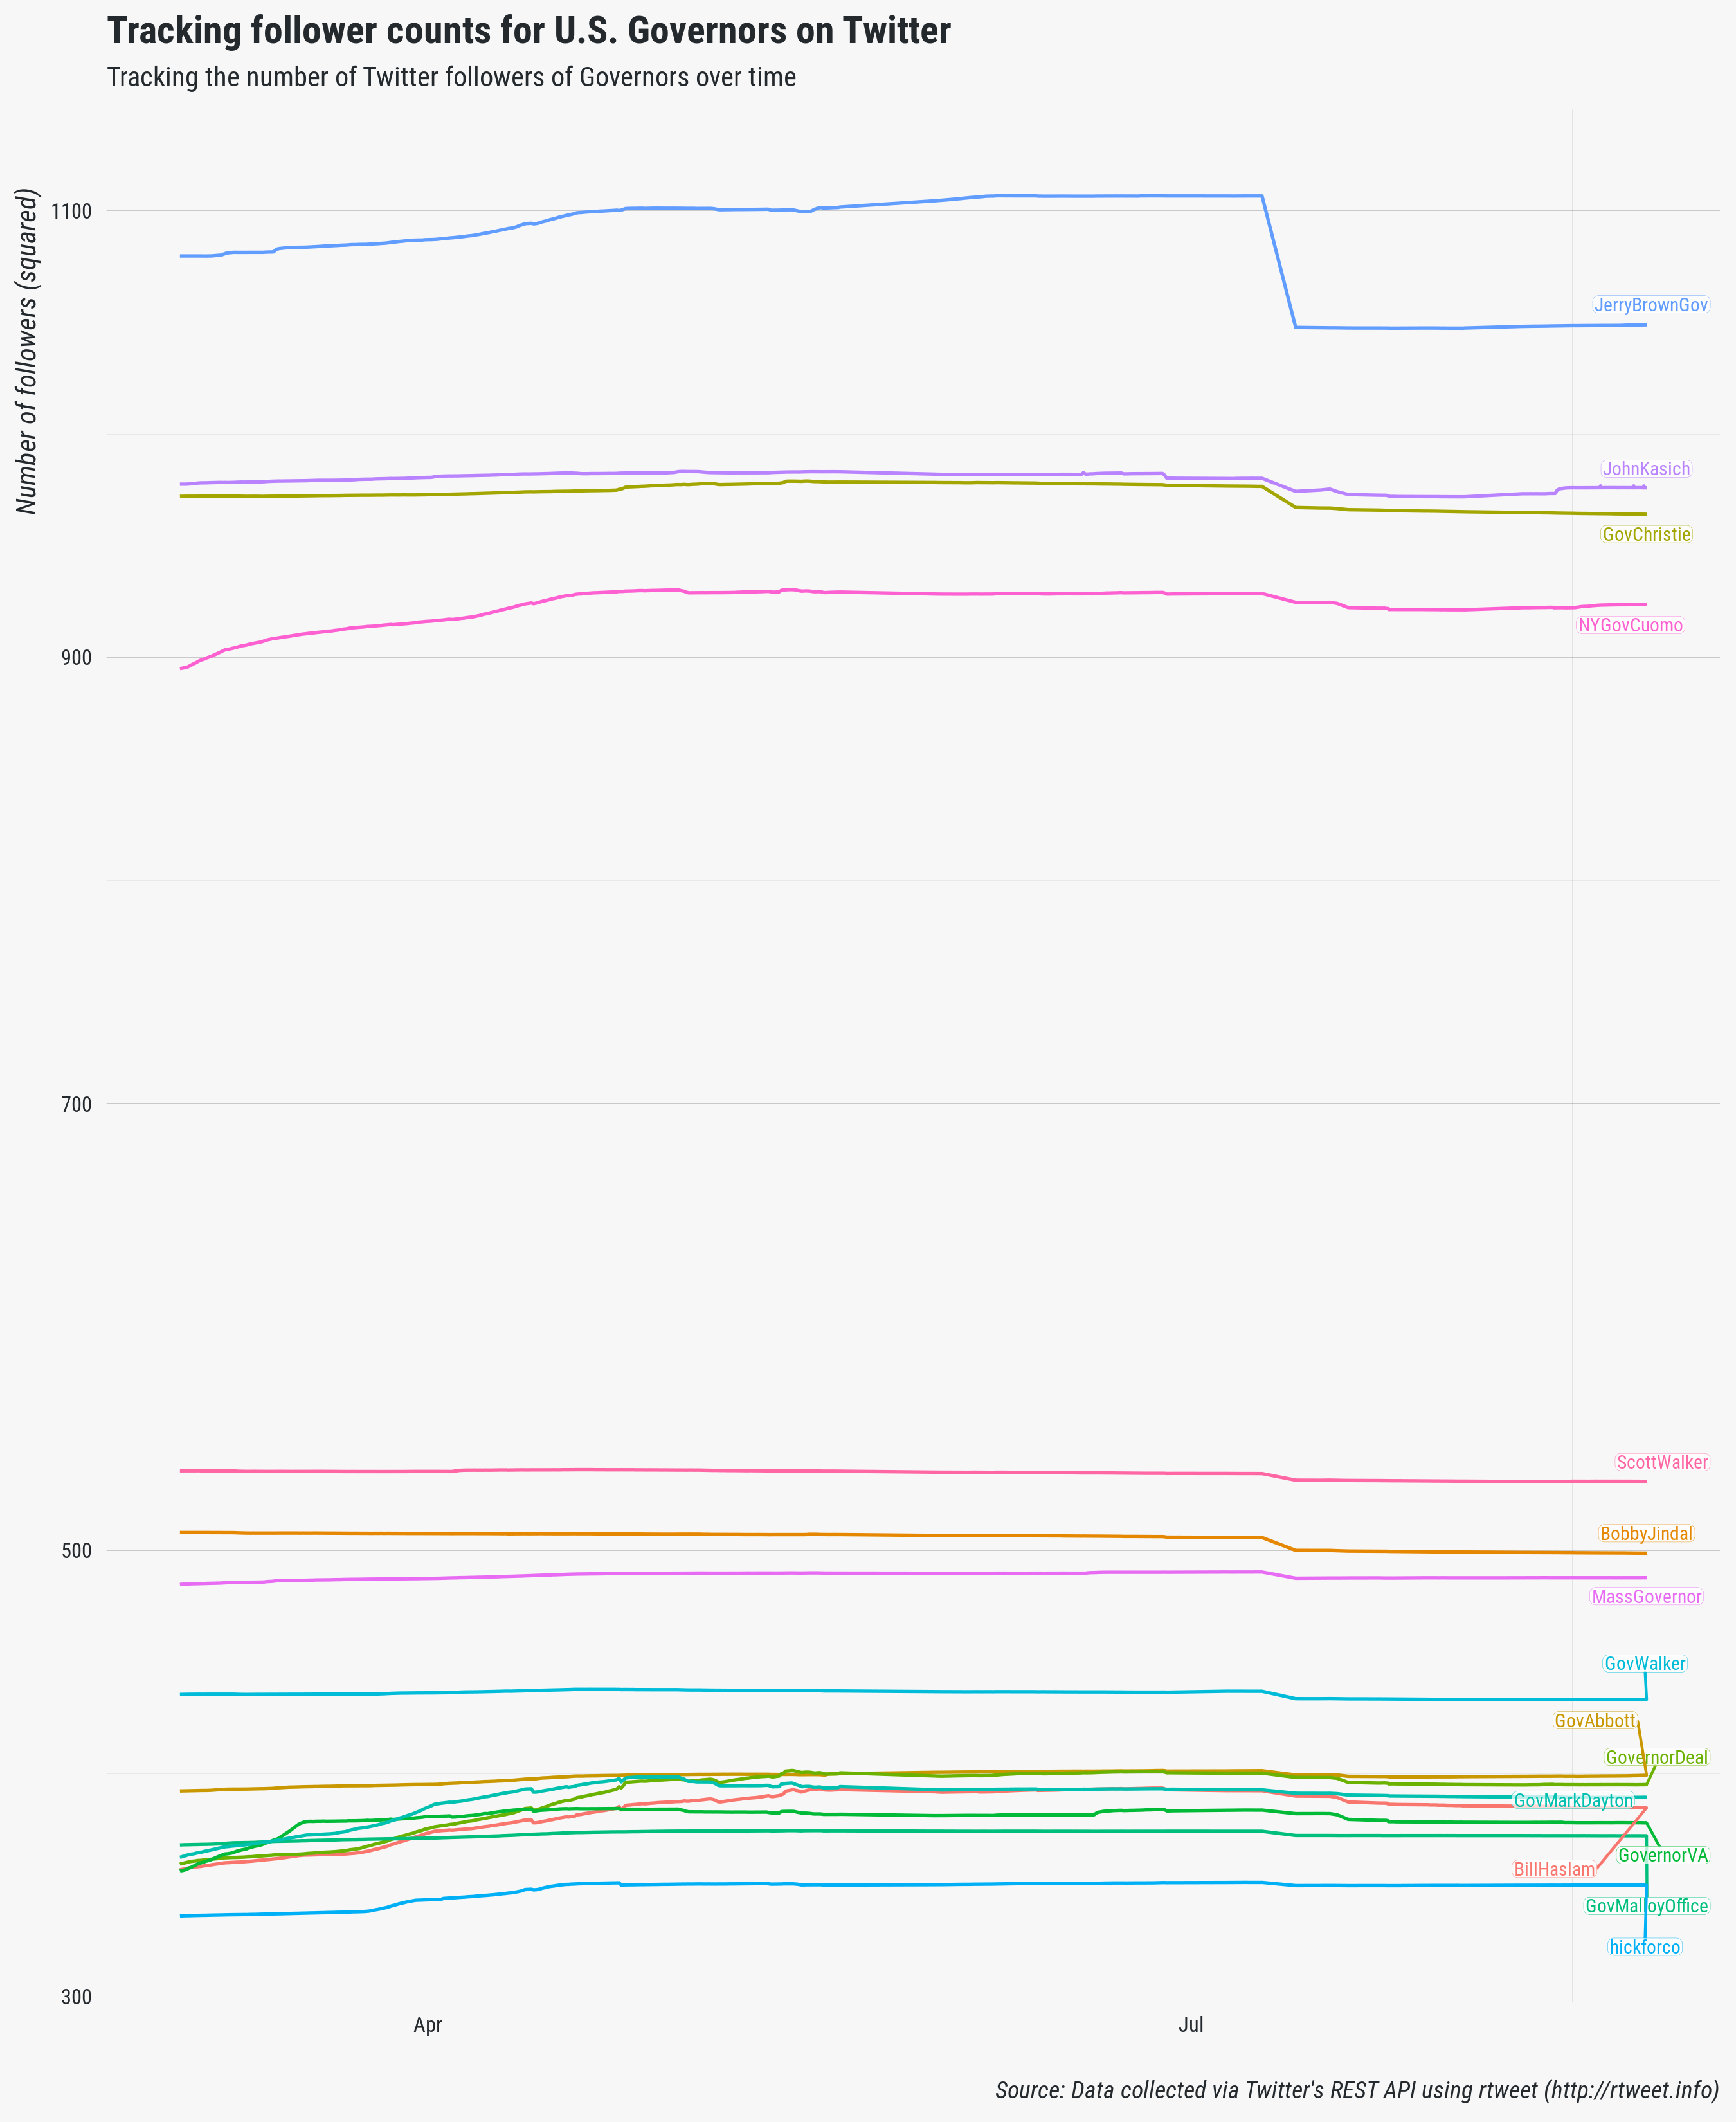 Tracking follower counts for U.S. Governors on Twitter
Tracking the number of Twitter followers of Governors over time
Number of followers (squared)
1100
JerryBrownGov
JohnKasich
GovChristie
NYGovCuomo
900
700
ScottWalker
BobbyJindal
500
MassGovernor
GovWalker
GovAbbott
GovernorDeal
GovMarkDayton
GovernorVA
BillHaslam
GovMalloyOffice
hickforco
300
Apr
Jul
Source: Data collected via Twitter's REST API using rtweet (http://rtweet.info)